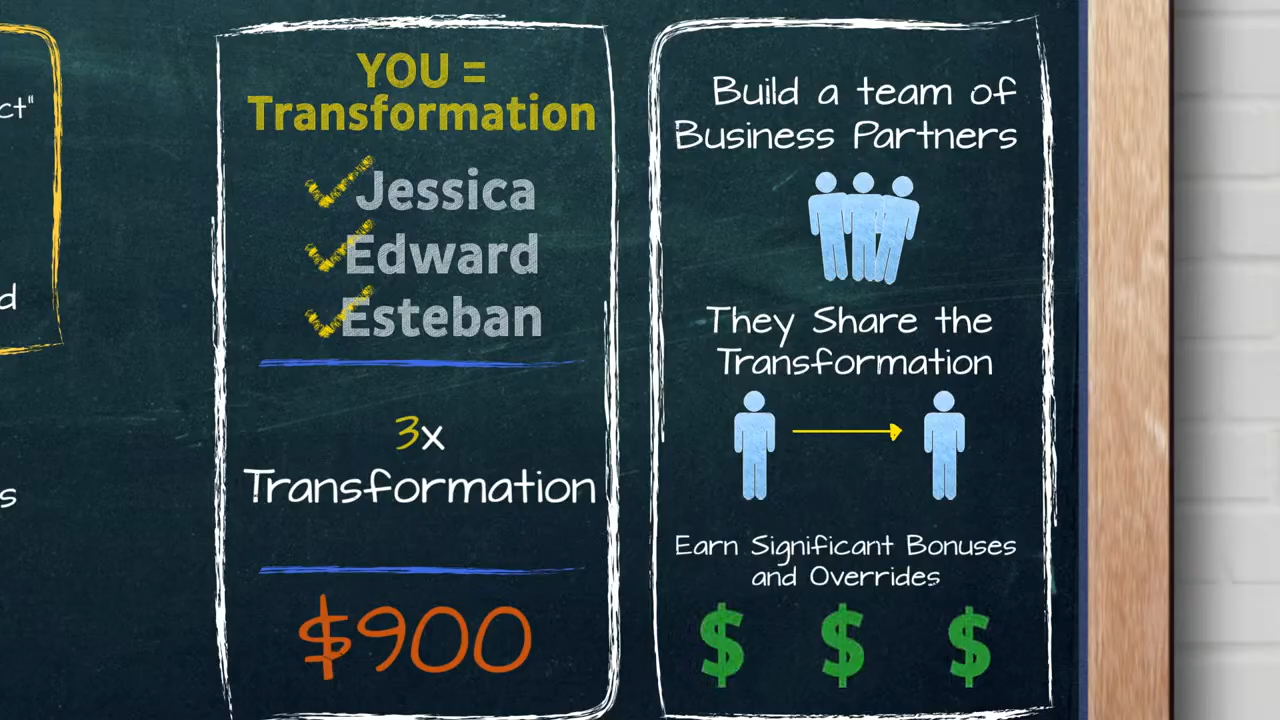 ct"
d
s
YOU =
Transformation
Jessica
Edward
Esteban
3x
Transformation
$900
Build a team of
Business Partners
They Share the
Transformation
Earn Significant Bonuses
and Overrides
$ $ $